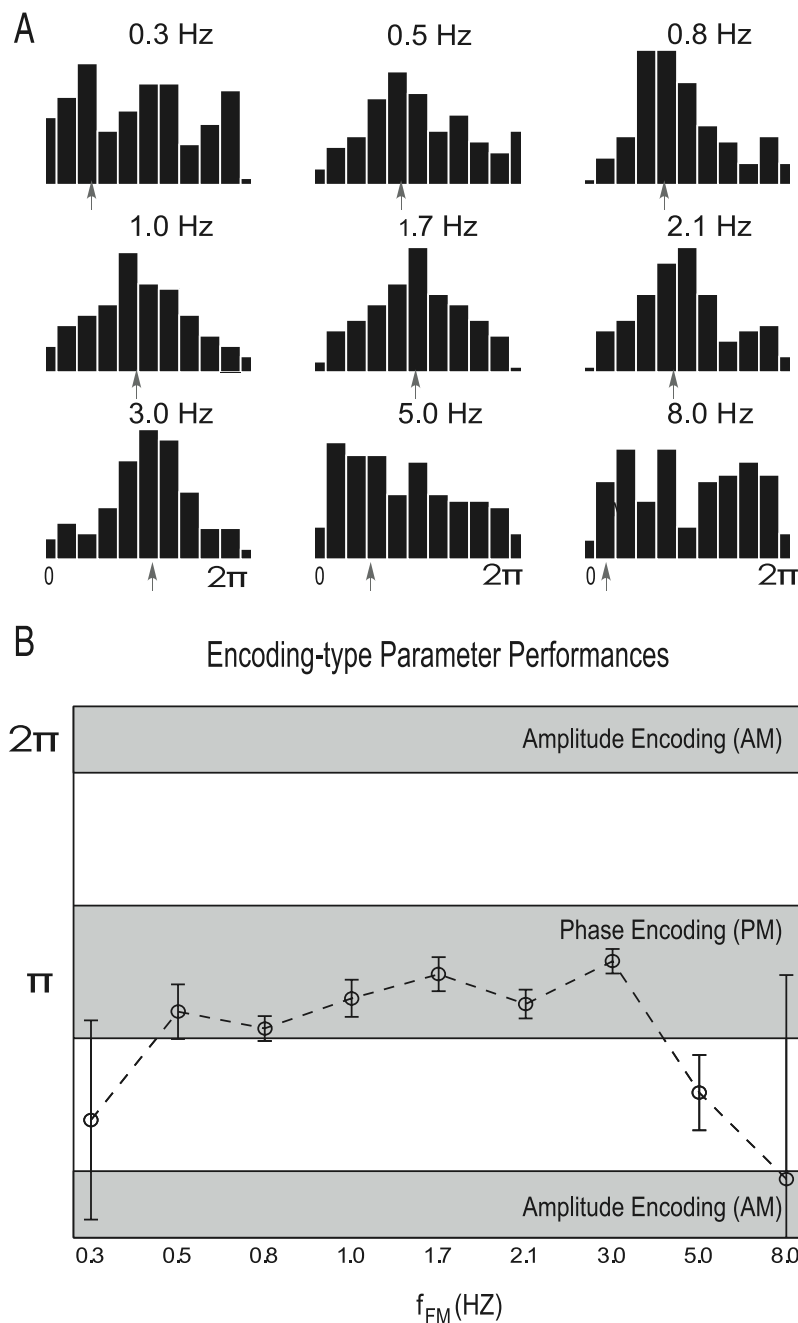 A
0.3 Hz 0.5 Hz 0.8 Hz
1.0 Hz 1.7 Hz 2.1 Hz
3.0 Hz 5.0 Hz 8.0 Hz
0 2π 0 2π 0 2π
B
Encoding-type Parameter Performances
2π
Amplitude Encoding (AM)
Phase Encoding (PM)
π
Amplitude Encoding (AM)
0.3 0.5 0.8 1.0 1.7 2.1 3.0 5.0 8.0
fFM (HZ)